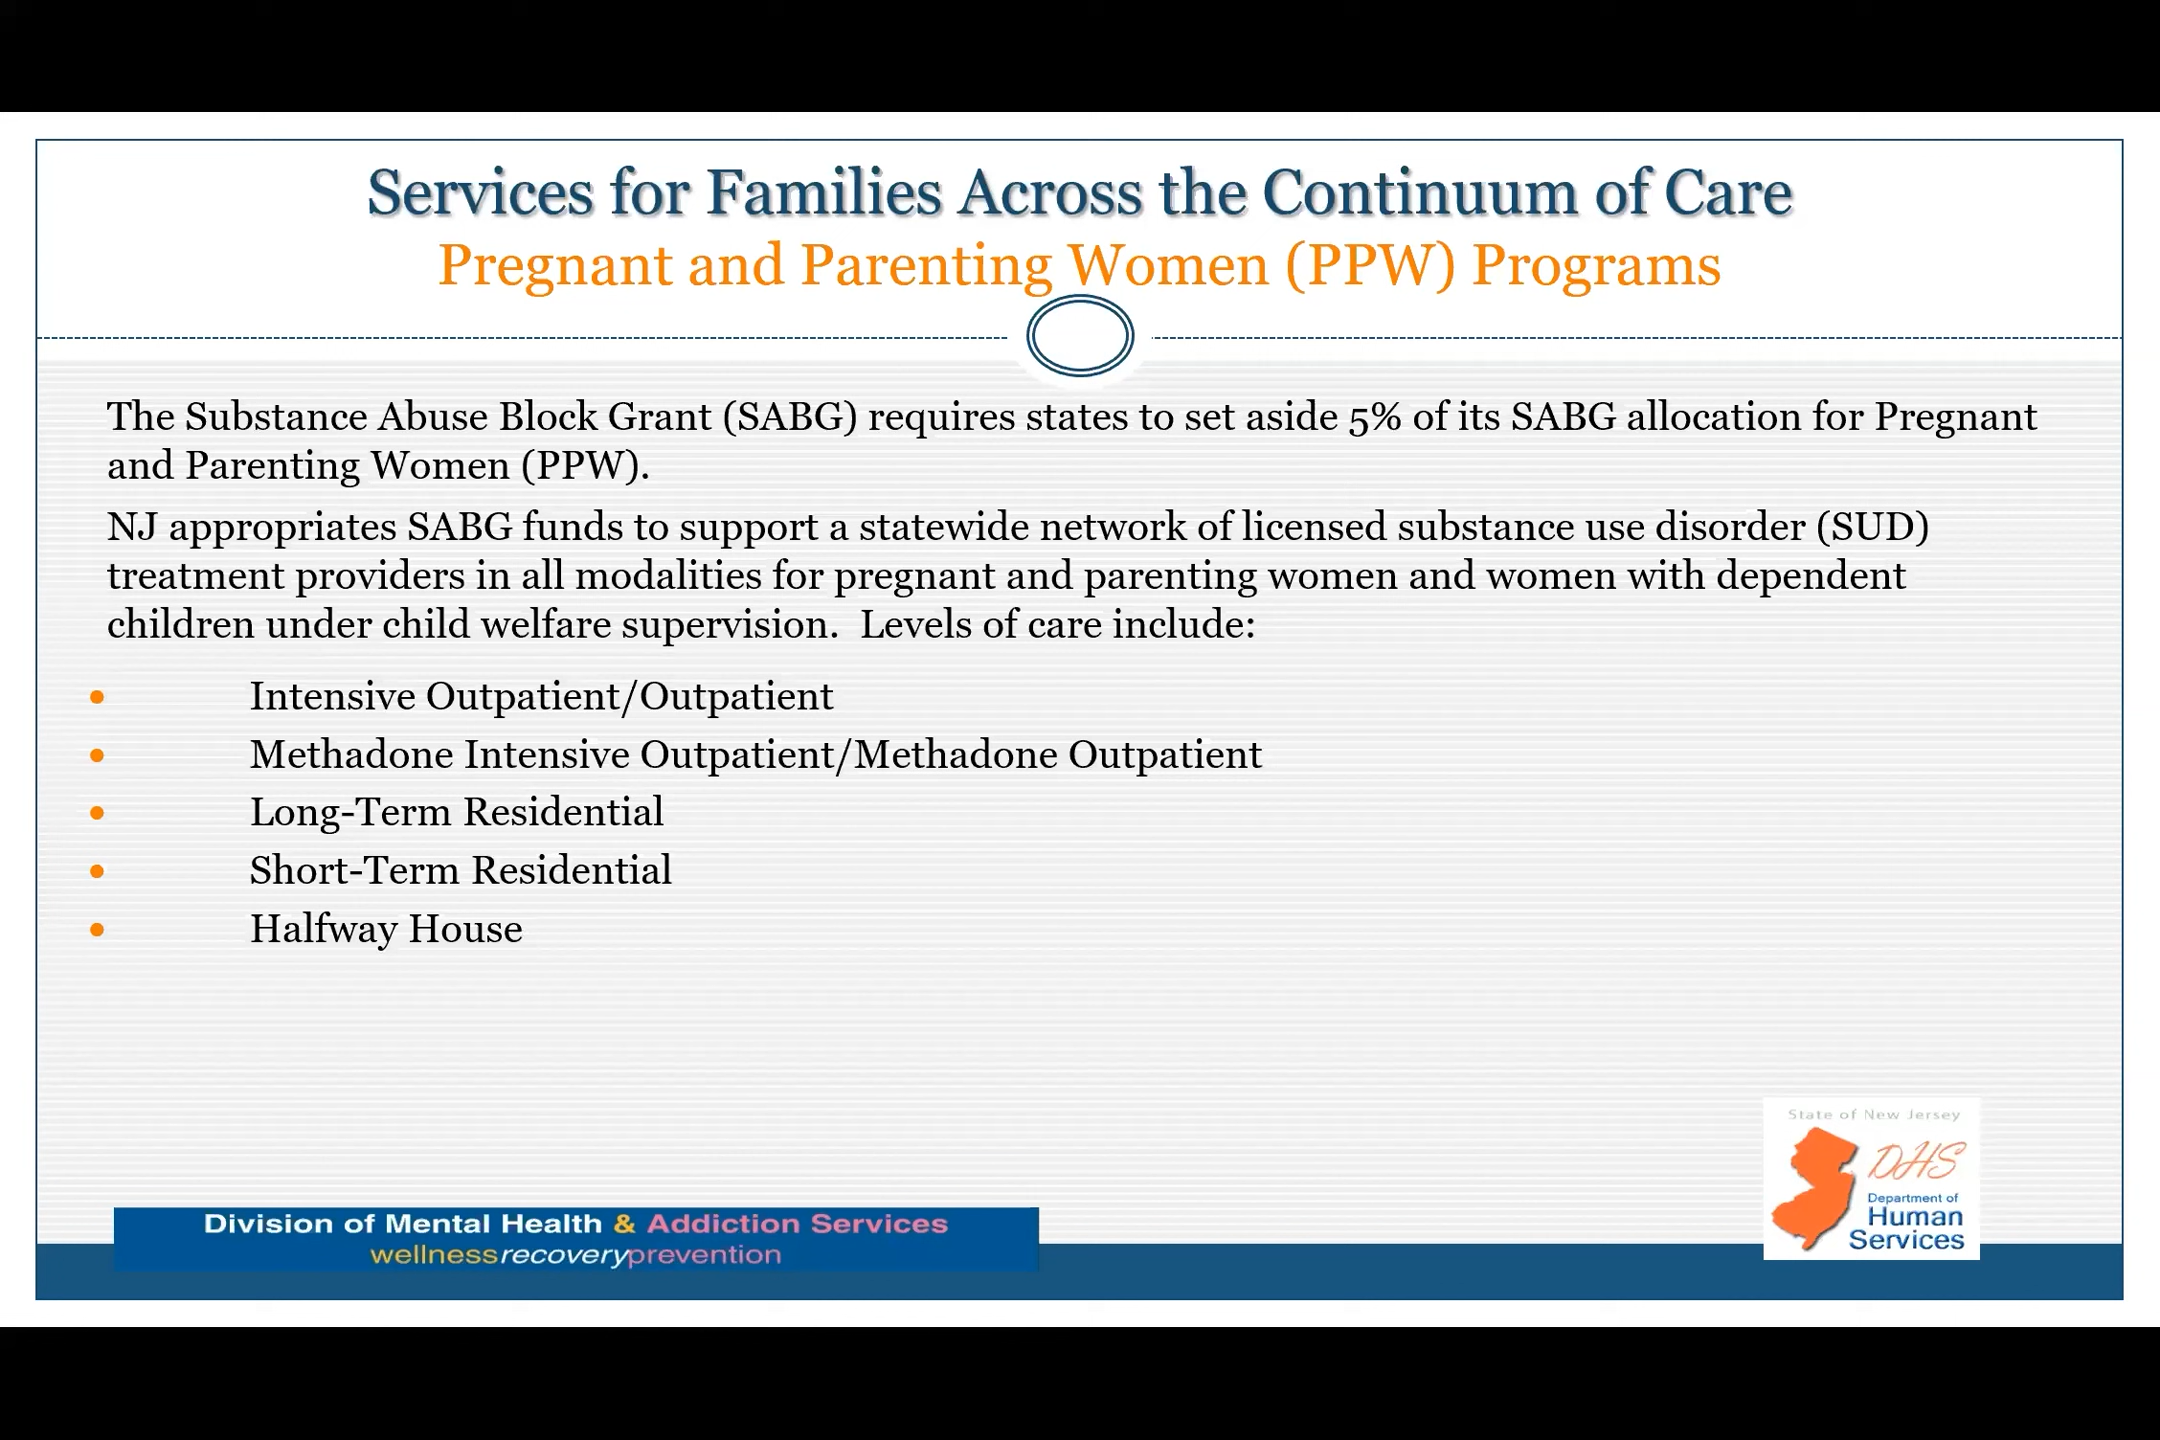 Services for Families Across the Continuum of Care
Pregnant and Parenting Women (PPW) Programs
The Substance Abuse Block Grant (SABG) requires states to set aside 5% of its SABG allocation for Pregnant
and Parenting Women (PPW).
NJ appropriates SABG funds to support a statewide network of licensed substance use disorder (SUD)
treatment providers in all modalities for pregnant and parenting women and women with dependent
children under child welfare supervision.  Levels of care include:
• Intensive Outpatient/Outpatient
• Methadone Intensive Outpatient/Methadone Outpatient
• Long-Term Residential
• Short-Term Residential
• Halfway House
State of New Jersey
DHS
Department of
Human
Services
Division of Mental Health & Addiction Services
wellnessrecoveryprevention